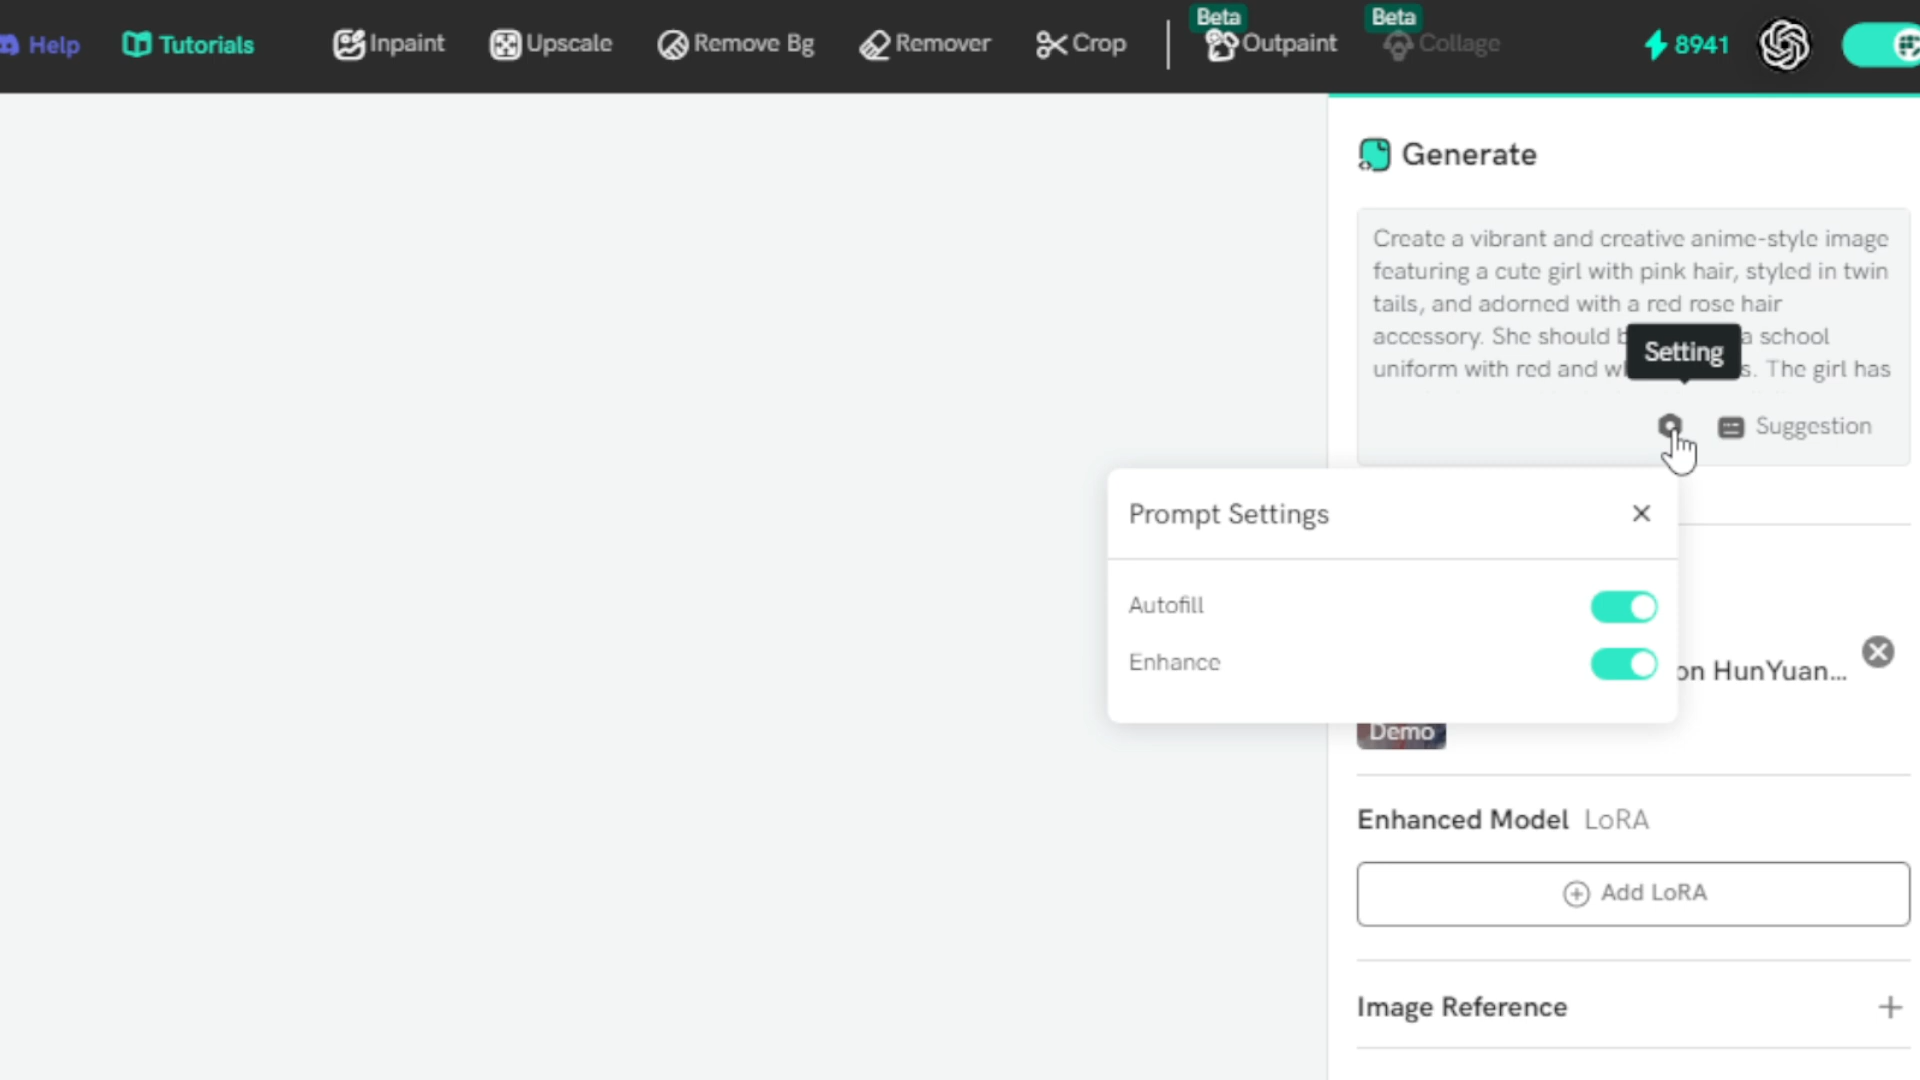 Help
Tutorials
Inpaint
Upscale
Remove Bg
Remover
Crop
Beta
Outpaint
Beta
Collage
8941
Generate
Create a vibrant and creative anime-style image
featuring a cute girl with pink hair, styled in twin
tails, and adorned with a red rose hair
accessory. She should a school
uniform with red and The girl has
Setting
Suggestion
Prompt Settings
Autofill
Enhance
on HunYuan...
Demo
Enhanced Model LoRA
Add LoRA
Image Reference